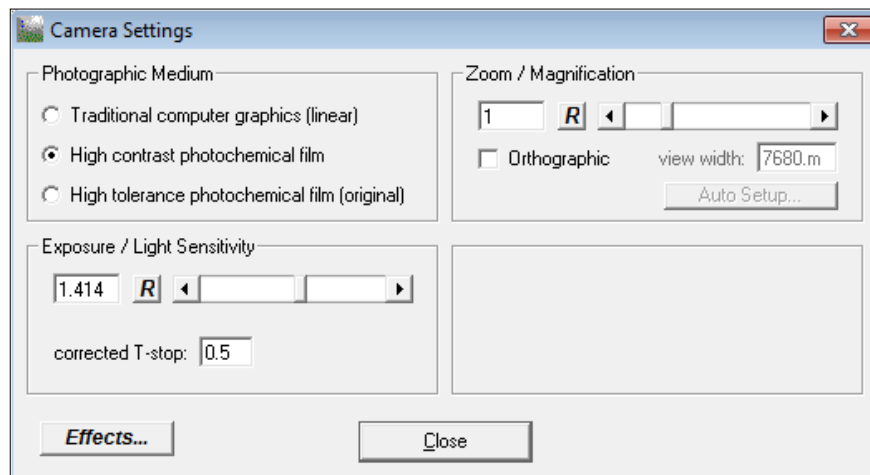 Camera Settings
Photographic Medium
Traditional computer graphics (linear)
High contrast photochemical film
High tolerance photochemical film (original)
Zoom / Magnification
1 R
Orthographic view width: 7680.m
Auto Setup...
Exposure / Light Sensitivity
1.414 R
corrected T-stop: 0.5
Effects...
Close